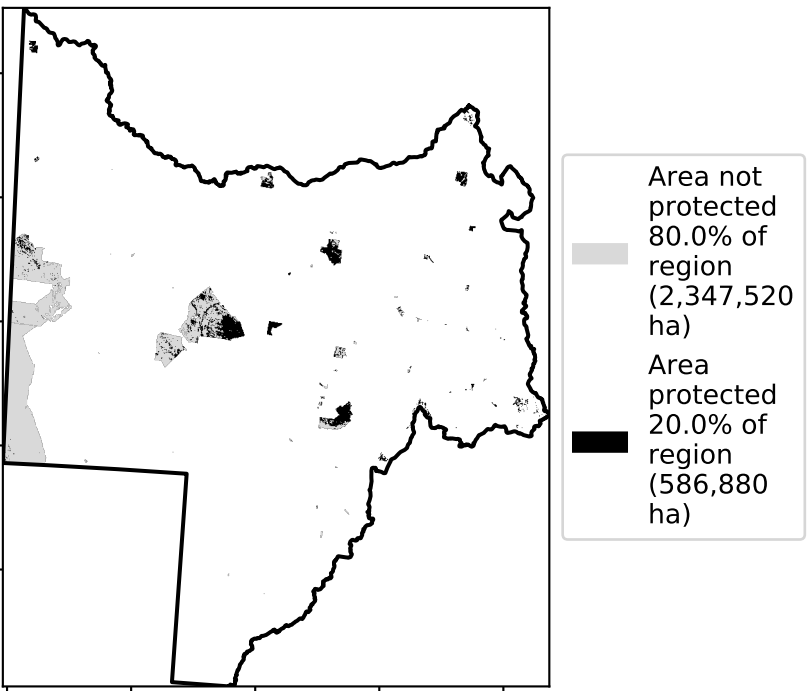 Area not
protected
80.0% of
region
(2,347,520
ha)
Area
protected
20.0% of
region
(586,880
ha)